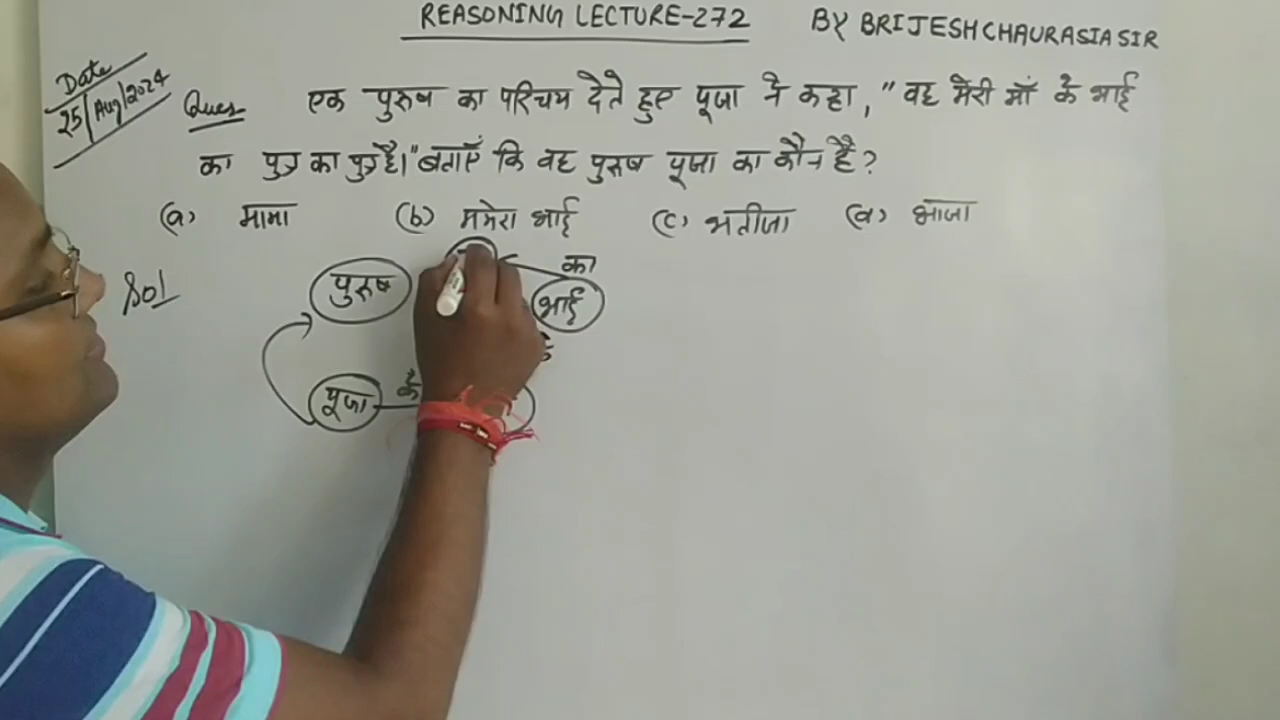 REASONING LECTURE-272 BY BRIJESH CHAURASIA SIR
Date
25/Aug/2024
Ques एक पुरुष का परिचय देते हुए पूजा ने कहा, "वह मेरी माँ के भाई
का पुत्र का पुत्र है।" बताएं कि वह पुरुष पूजा का कौन है?
(a) मामा (b) ममेरा भाई (c) भतीजा (d) भांजा
Sol
पुरुष का
भाई
पूजा के